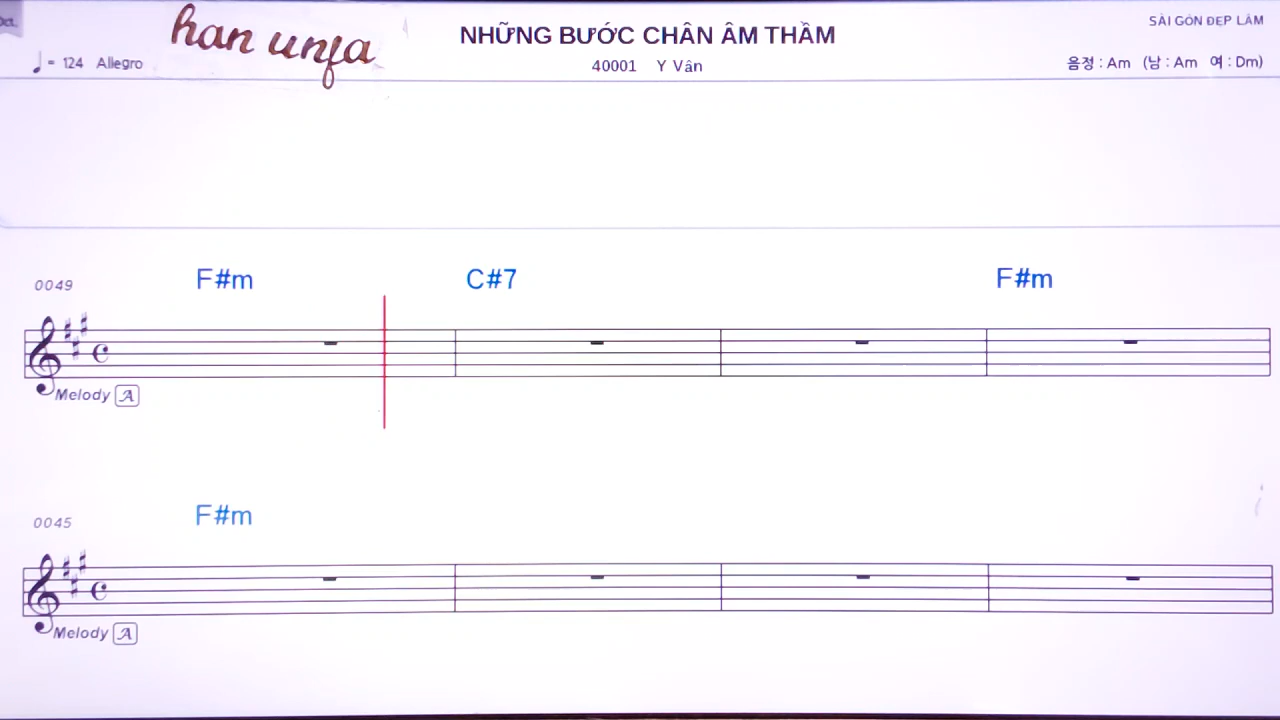 han unfa
NHỮNG BƯỚC CHÂN ÂM THẦM
SÀI GÒN ĐẸP LẮM
♩ = 124 Allegro
40001 Y Vân
음정 : Am (남 : Am 여 : Dm)
0049 F#m C#7 F#m
Melody A
0045 F#m
Melody A